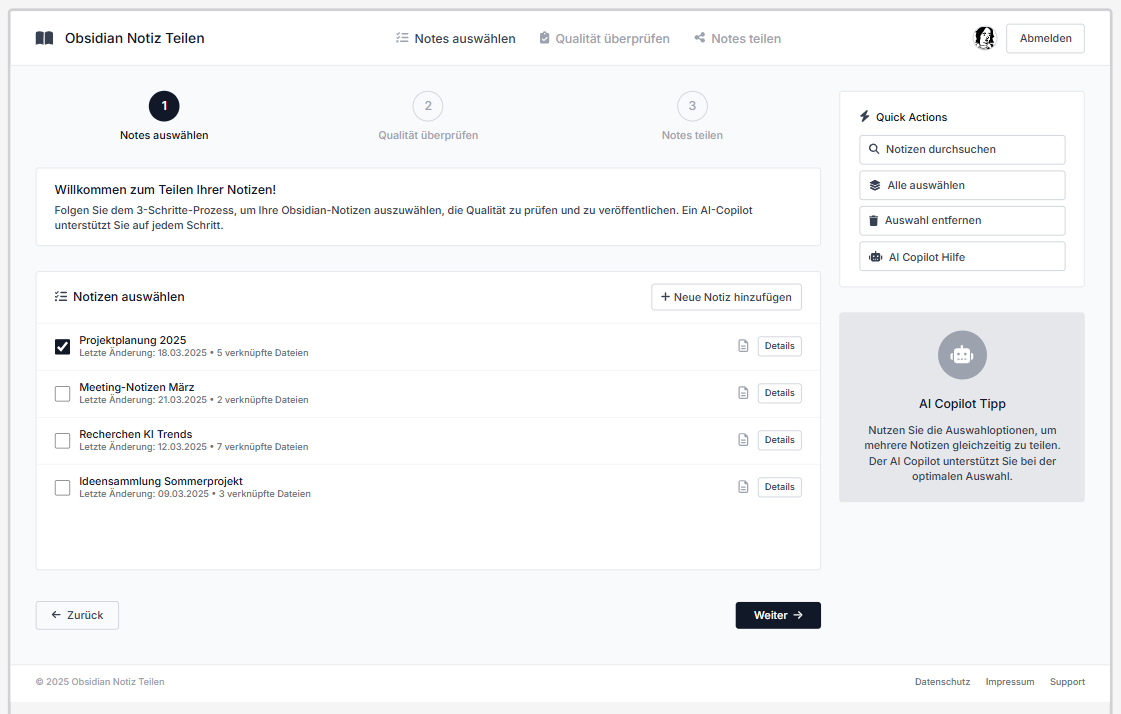 Obsidian Notiz Teilen
Notes auswählen
Qualität überprüfen
Notes teilen
Abmelden
1
Notes auswählen
2
Qualität überprüfen
3
Notes teilen
Willkommen zum Teilen Ihrer Notizen!
Folgen Sie dem 3-Schritte-Prozess, um Ihre Obsidian-Notizen auszuwählen, die Qualität zu prüfen und zu veröffentlichen. Ein AI-Copilot
unterstützt Sie auf jedem Schritt.
Notizen auswählen
Neue Notiz hinzufügen
Projektplanung 2025
Letzte Änderung: 18.03.2025 • 5 verknüpfte Dateien
Details
Meeting-Notizen März
Letzte Änderung: 21.03.2025 • 2 verknüpfte Dateien
Details
Recherchen KI Trends
Letzte Änderung: 12.03.2025 • 7 verknüpfte Dateien
Details
Ideensammlung Sommerprojekt
Letzte Änderung: 09.03.2025 • 3 verknüpfte Dateien
Details
Zurück
Weiter
Quick Actions
Notizen durchsuchen
Alle auswählen
Auswahl entfernen
AI Copilot Hilfe
AI Copilot Tipp
Nutzen Sie die Auswahloptionen, um
mehrere Notizen gleichzeitig zu teilen.
Der AI Copilot unterstützt Sie bei der
optimalen Auswahl.
© 2025 Obsidian Notiz Teilen
Datenschutz
Impressum
Support